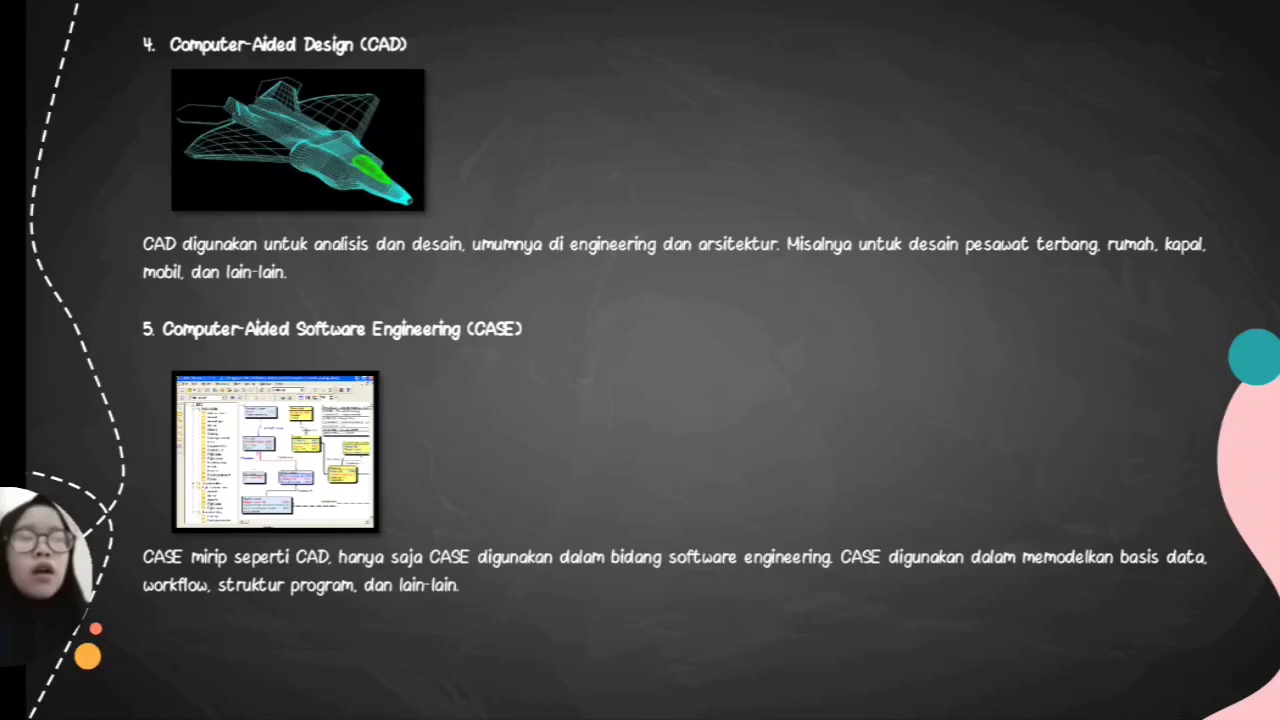 4. Computer-Aided Design (CAD)
CAD digunakan untuk analisis dan desain, umumnya di engineering dan arsitektur. Misalnya untuk desain pesawat terbang, rumah, kapal,
mobil, dan lain-lain.
5. Computer-Aided Software Engineering (CASE)
CASE mirip seperti CAD, hanya saja CASE digunakan dalam bidang software engineering. CASE digunakan dalam memodelkan basis data,
workflow, struktur program, dan lain-lain.